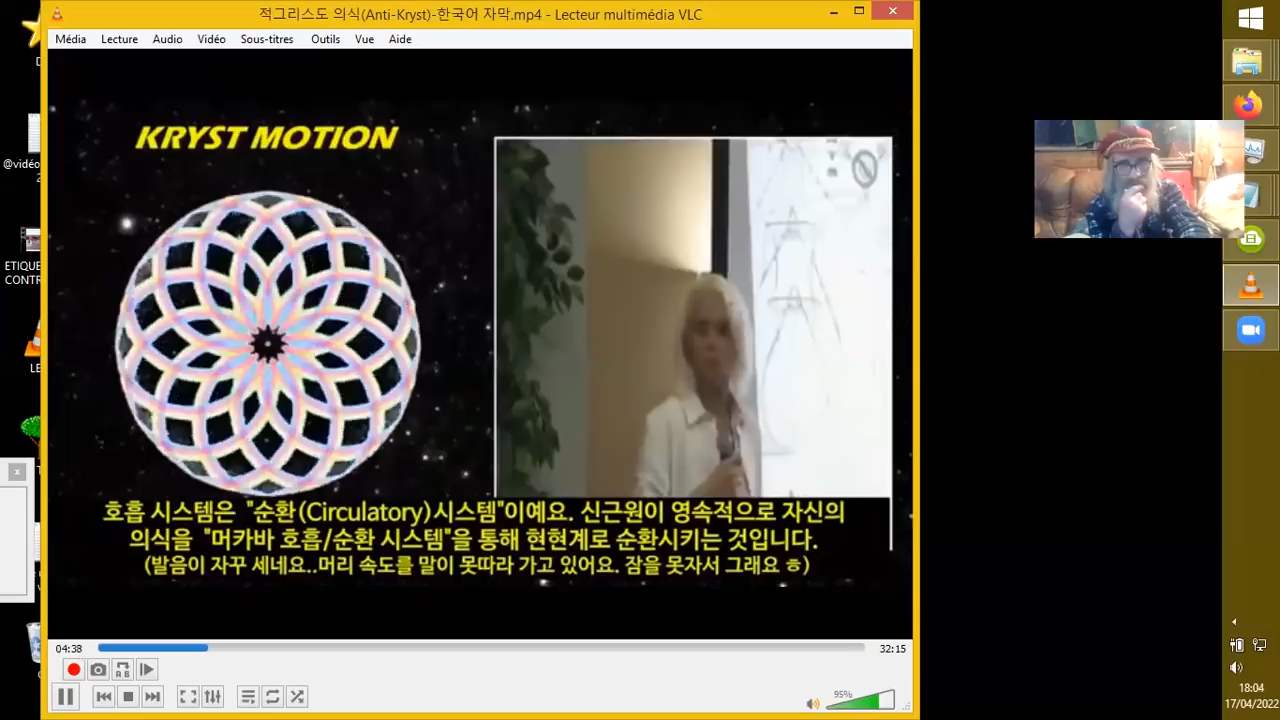 적그리스도 의식(Anti-Kryst)-한국어 자막.mp4 - Lecteur multimédia VLC
Média Lecture Audio Vidéo Sous-titres Outils Vue Aide
KRYST MOTION
@vidéo
ETIQUE
CONTR
호흡 시스템은 "순환(Circulatory)시스템"이예요. 신근원이 영속적으로 자신의
의식을 "머카바 호흡/순환 시스템"을 통해 현현계로 순환시키는 것입니다.
(발음이 자꾸 세네요..머리 속도를 말이 못따라 가고 있어요. 잠을 못자서 그래요 ㅎ)
04:38
32:15
95%
18:04
17/04/2022